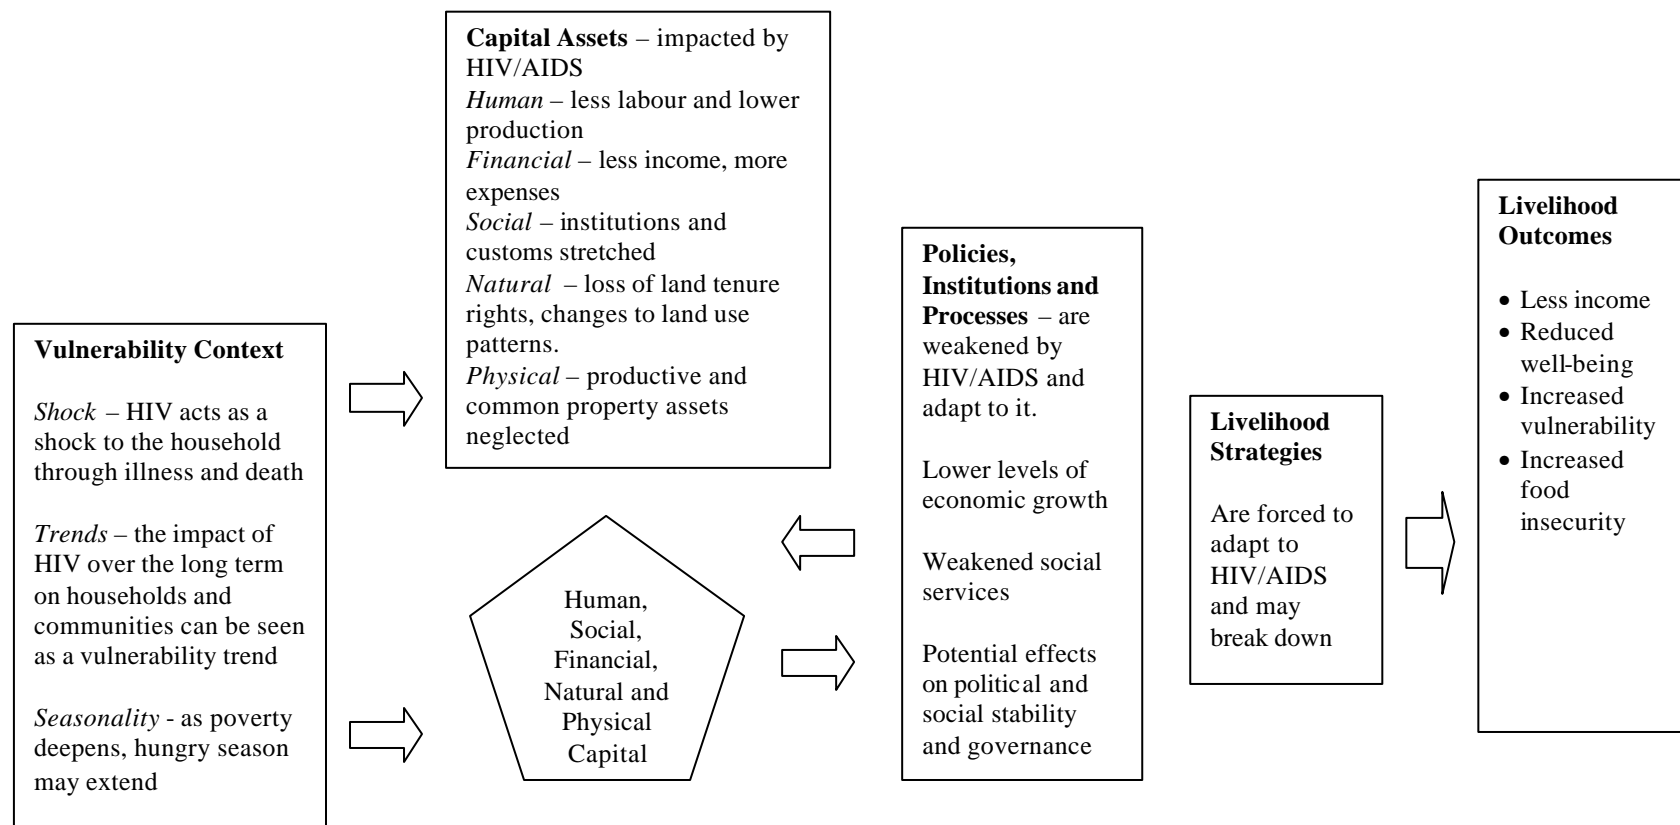 Vulnerability Context
Shock – HIV acts as a
shock to the household
through illness and death
Trends – the impact of
HIV over the long term
on households and
communities can be seen
as a vulnerability trend
Seasonality - as poverty
deepens, hungry season
may extend
Capital Assets – impacted by
HIV/AIDS
Human – less labour and lower
production
Financial – less income, more
expenses
Social – institutions and
customs stretched
Natural – loss of land tenure
rights, changes to land use
patterns.
Physical – productive and
common property assets
neglected
Human,
Social,
Financial,
Natural and
Physical
Capital
Policies,
Institutions and
Processes – are
weakened by
HIV/AIDS and
adapt to it.
Lower levels of
economic growth
Weakened social
services
Potential effects
on political and
social stability
and governance
Livelihood
Strategies
Are forced to
adapt to
HIV/AIDS
and may
break down
Livelihood
Outcomes
• Less income
• Reduced
well-being
• Increased
vulnerability
• Increased
food
insecurity